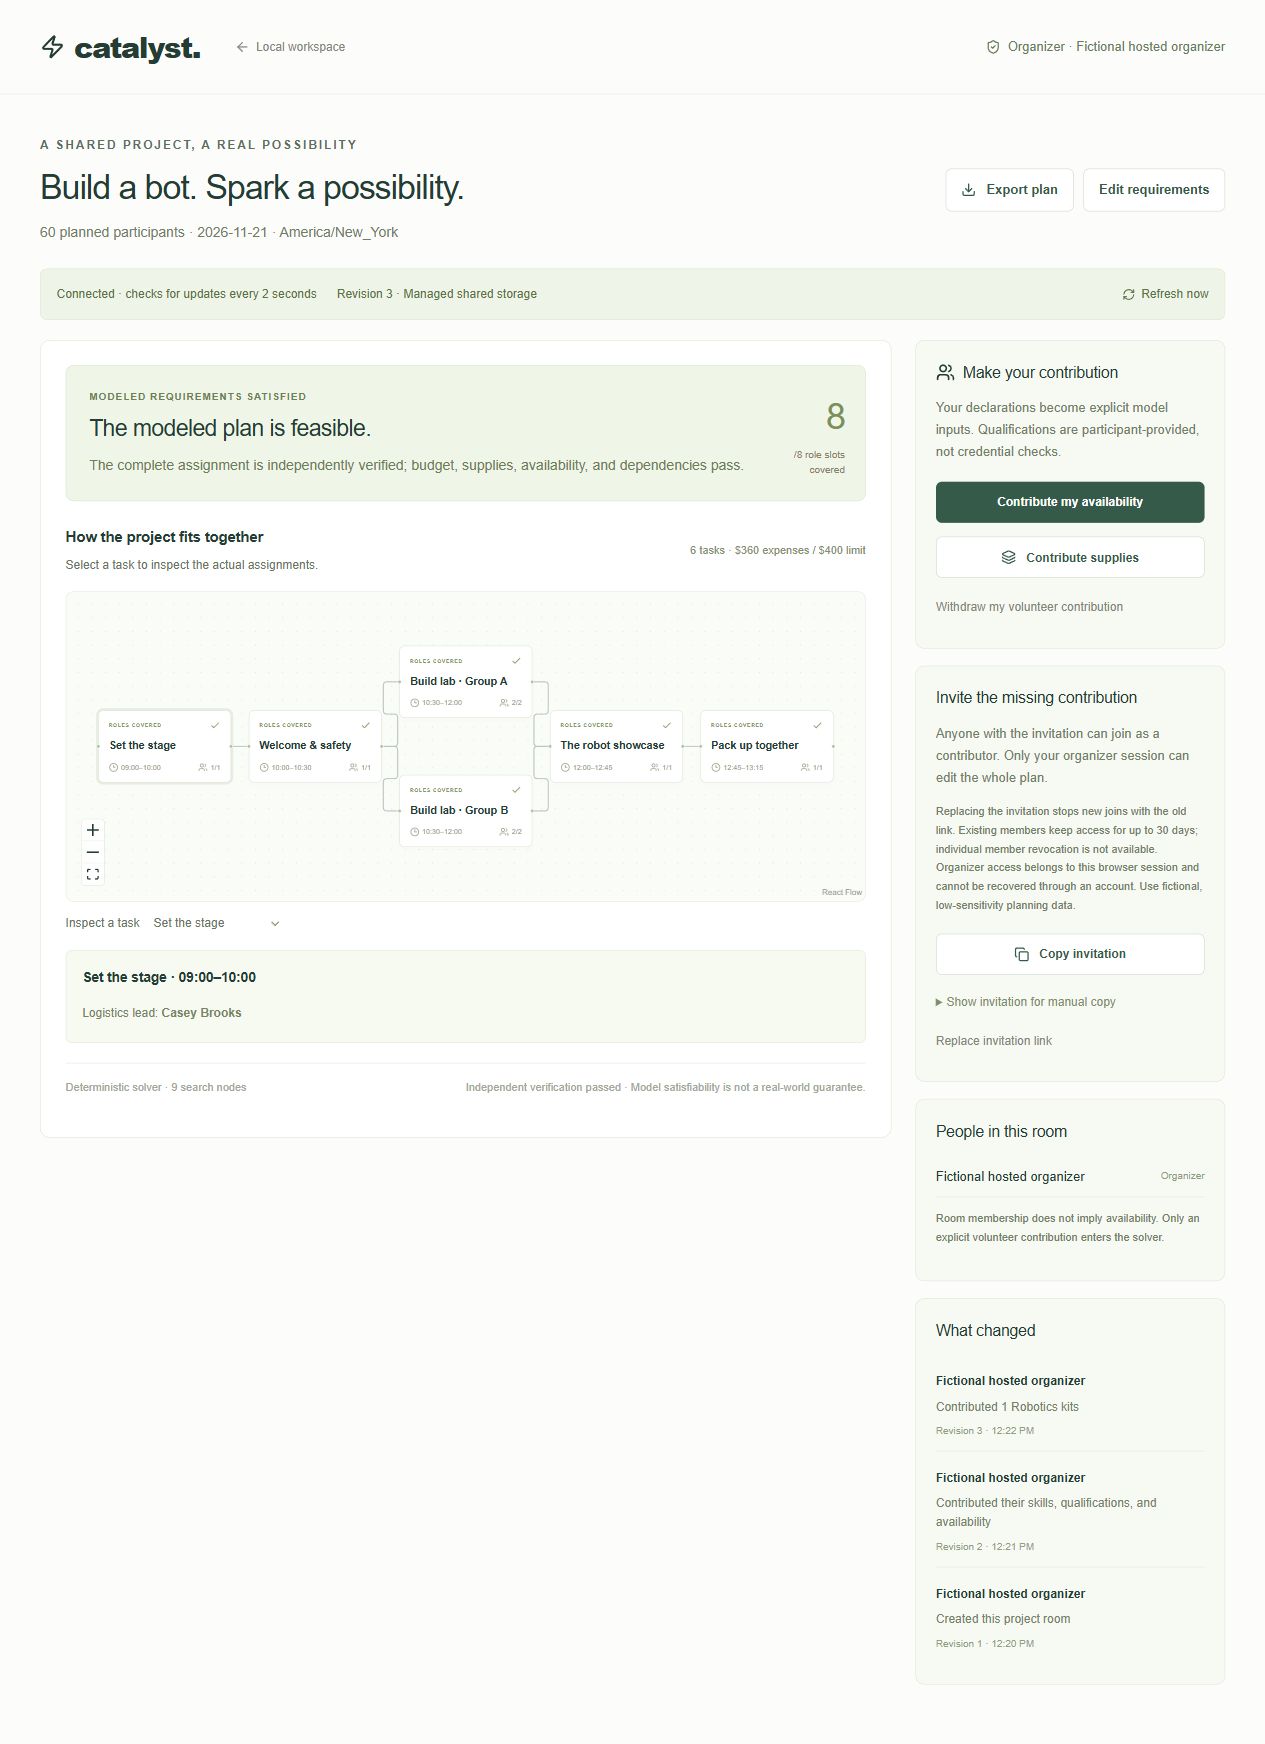 catalyst.
Local workspace
Organizer · Fictional hosted organizer
A SHARED PROJECT, A REAL POSSIBILITY
Build a bot. Spark a possibility.
60 planned participants · 2026-11-21 · America/New_York
Export plan
Edit requirements
Connected · checks for updates every 2 seconds
Revision 3 · Managed shared storage
Refresh now
MODELED REQUIREMENTS SATISFIED
The modeled plan is feasible.
The complete assignment is independently verified; budget, supplies, availability, and dependencies pass.
8
/8 role slots
covered
How the project fits together
Select a task to inspect the actual assignments.
6 tasks · $360 expenses / $400 limit
ROLES COVERED
Set the stage
09:00–10:00
1/1
ROLES COVERED
Welcome & safety
10:00–10:30
1/1
ROLES COVERED
Build lab · Group A
10:30–12:00
2/2
ROLES COVERED
Build lab · Group B
10:30–12:00
2/2
ROLES COVERED
The robot showcase
12:00–12:45
1/1
ROLES COVERED
Pack up together
12:45–13:15
1/1
React Flow
Inspect a task
Set the stage
Set the stage · 09:00–10:00
Logistics lead: Casey Brooks
Deterministic solver · 9 search nodes
Independent verification passed · Model satisfiability is not a real-world guarantee.
Make your contribution
Your declarations become explicit model
inputs. Qualifications are participant-provided,
not credential checks.
Contribute my availability
Contribute supplies
Withdraw my volunteer contribution
Invite the missing contribution
Anyone with the invitation can join as a
contributor. Only your organizer session can
edit the whole plan.
Replacing the invitation stops new joins with the old
link. Existing members keep access for up to 30 days;
individual member revocation is not available.
Organizer access belongs to this browser session and
cannot be recovered through an account. Use fictional,
low-sensitivity planning data.
Copy invitation
Show invitation for manual copy
Replace invitation link
People in this room
Fictional hosted organizer
Organizer
Room membership does not imply availability. Only an
explicit volunteer contribution enters the solver.
What changed
Fictional hosted organizer
Contributed 1 Robotics kits
Revision 3 · 12:22 PM
Fictional hosted organizer
Contributed their skills, qualifications, and
availability
Revision 2 · 12:21 PM
Fictional hosted organizer
Created this project room
Revision 1 · 12:20 PM